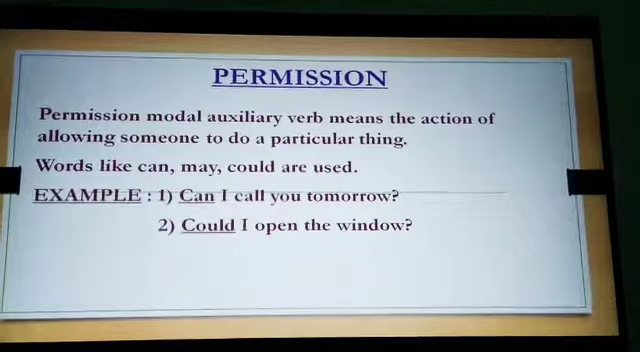 PERMISSION
Permission modal auxiliary verb means the action of
allowing someone to do a particular thing.
Words like can, may, could are used.
EXAMPLE : 1) Can I call you tomorrow?
2) Could I open the window?